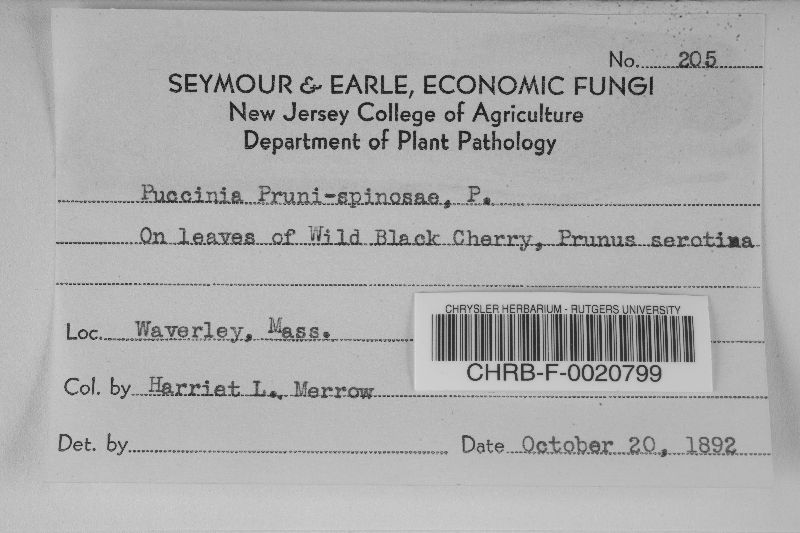 No. 205
SEYMOUR & EARLE, ECONOMIC FUNGI
New Jersey College of Agriculture
Department of Plant Pathology
Puccinia Pruni-spinosae, P.
On leaves of Wild Black Cherry, Prunus serotina
Loc. Waverley, Mass.
CHRYSLER HERBARIUM - RUTGERS UNIVERSITY
CHRB-F-0020799
Col. by Harriet L. Merrow
Det. by
Date October 20, 1892